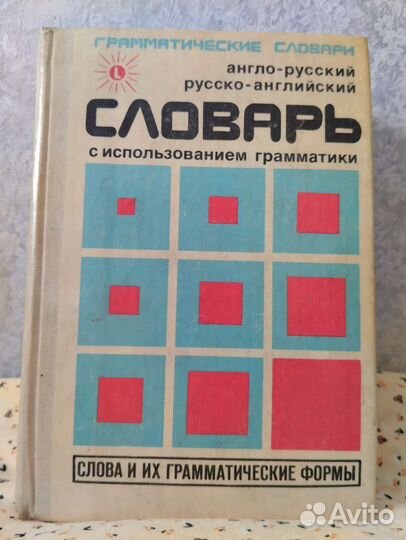 ГРАММАТИЧЕСКИЕ СЛОВАРИ
L
англо-русский
русско-английский
СЛОВАРЬ
с использованием грамматики
СЛОВА И ИХ ГРАММАТИЧЕСКИЕ ФОРМЫ
Avito